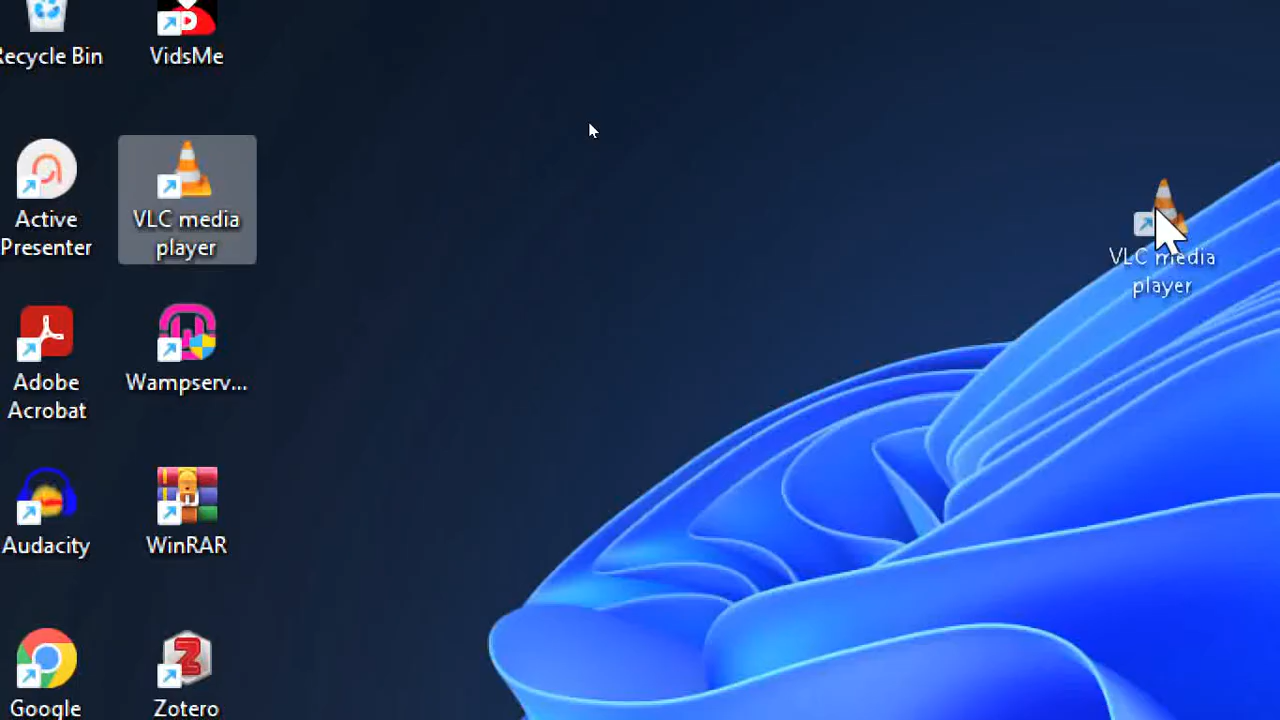 Recycle Bin
VidsMe
Active
Presenter
VLC media
player
VLC media
player
Adobe
Acrobat
Wampserv...
Audacity
WinRAR
Google
Zotero